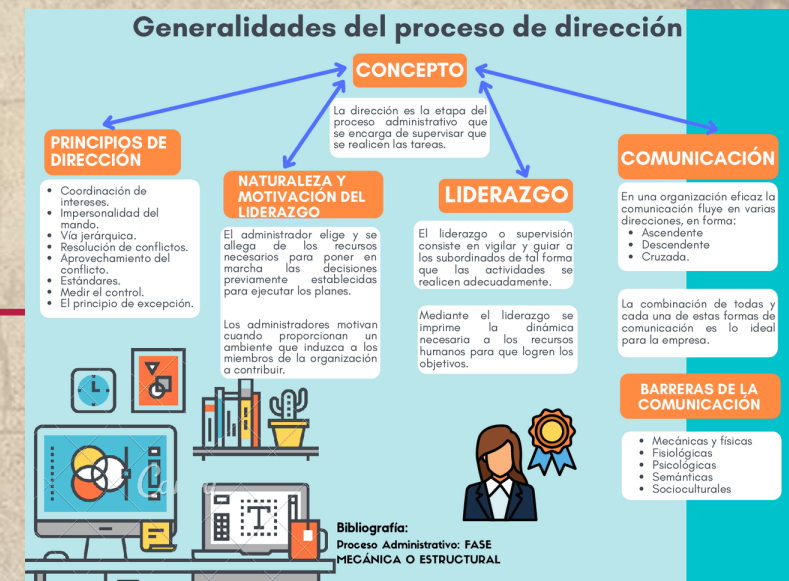 Generalidades del proceso de dirección
CONCEPTO
La dirección es la etapa del
proceso administrativo que
se encarga de supervisar que
se realicen las tareas.
PRINCIPIOS DE
DIRECCIÓN
Coordinación de
intereses.
Impersonalidad del
mando.
Vía jerárquica.
Resolución de conflictos.
Aprovechamiento del
conflicto.
Estándares.
Medir el control.
El principio de excepción.
NATURALEZA Y
MOTIVACIÓN DEL
LIDERAZGO
El administrador elige y se
allega de los recursos
necesarios para poner en
marcha las decisiones
previamente establecidas
para ejecutar los planes.
Los administradores motivan
cuando proporcionan un
ambiente que induzca a los
miembros de la organización
a contribuir.
LIDERAZGO
El liderazgo o supervisión
consiste en vigilar y guiar a
los subordinados de tal forma
que las actividades se
realicen adecuadamente.
Mediante el liderazgo se
imprime la dinámica
necesaria a los recursos
humanos para que logren los
objetivos.
COMUNICACIÓN
En una organización eficaz la
comunicación fluye en varias
direcciones, en forma:
Ascendente
Descendente
Cruzada.
La combinación de todas y
cada una de estas formas de
comunicación es lo ideal
para la empresa.
BARRERAS DE LA
COMUNICACIÓN
Mecánicas y físicas
Fisiológicas
Psicológicas
Semánticas
Socioculturales
T
Bibliografía:
Proceso Administrativo: FASE
MECÁNICA O ESTRUCTURAL